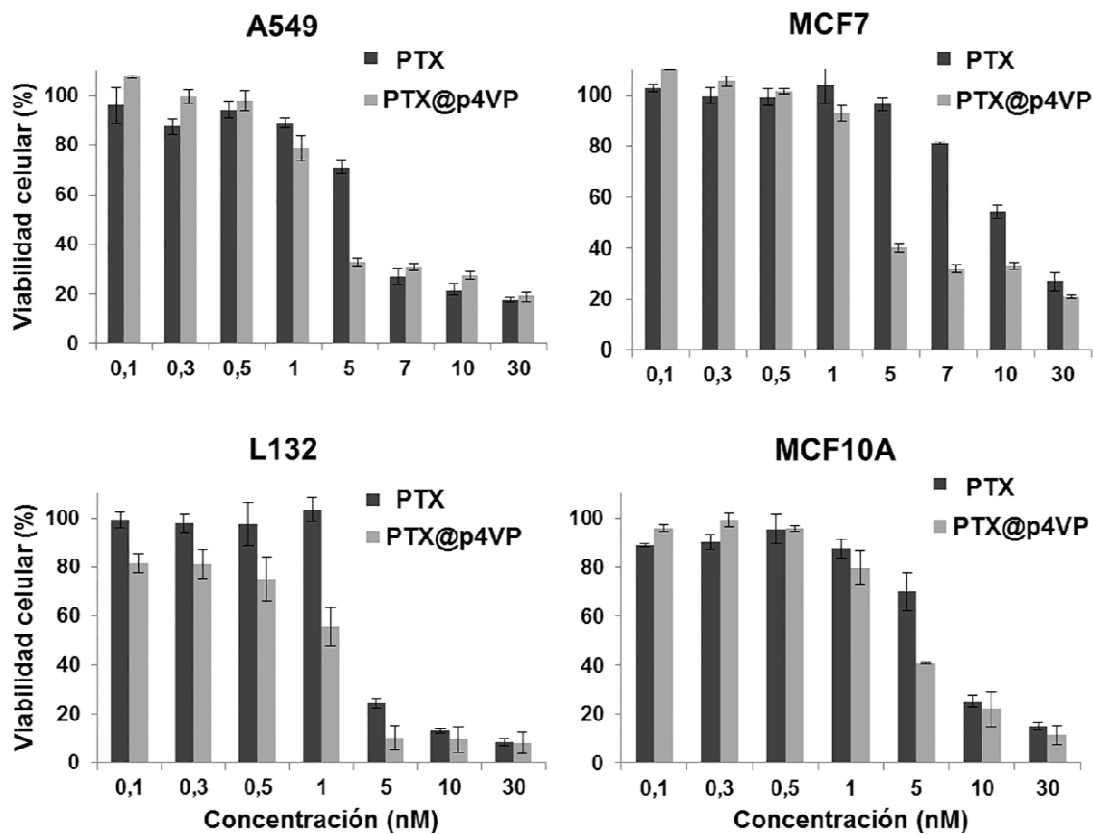 A549
PTX
PTX@p4VP
Viabilidad celular (%)
100
80
60
40
20
0
0,1 0,3 0,5 1 5 7 10 30
MCF7
PTX
PTX@p4VP
100
80
60
40
20
0
0,1 0,3 0,5 1 5 7 10 30
L132
PTX
PTX@p4VP
Viabilidad celular (%)
100
80
60
40
20
0
0,1 0,3 0,5 1 5 10 30
Concentración (nM)
MCF10A
PTX
PTX@p4VP
100
80
60
40
20
0
0,1 0,3 0,5 1 5 10 30
Concentración (nM)